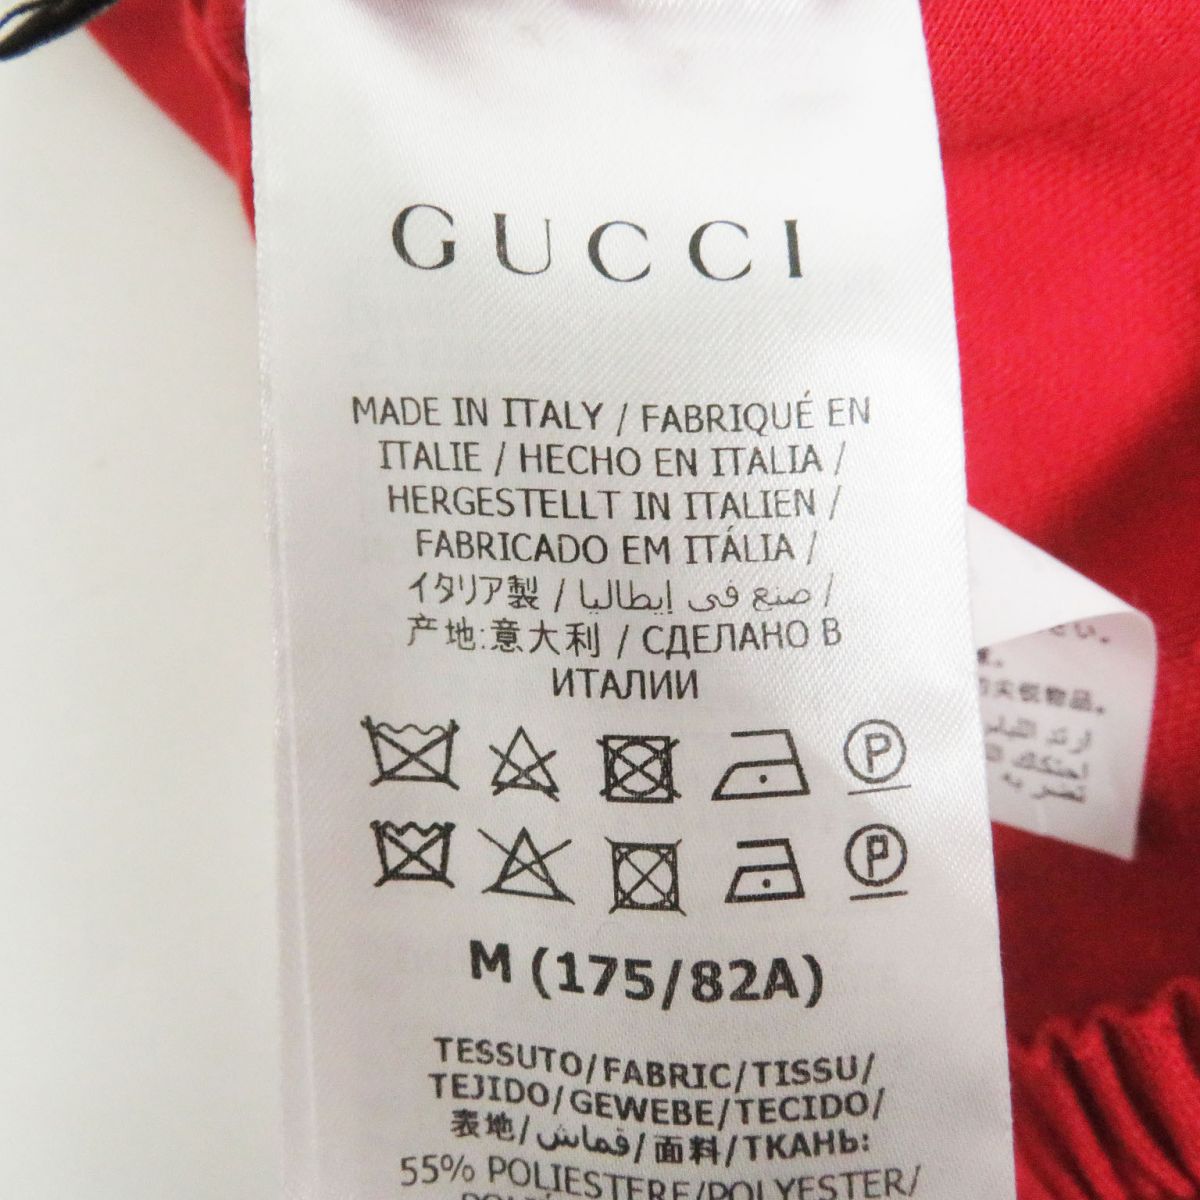 GUCCI
MADE IN ITALY / FABRIQUÉ EN
ITALIE / HECHO EN ITALIA /
HERGESTELLT IN ITALIEN /
FABRICADO EM ITÁLIA /
イタリア製 / صنع في إيطاليا /
产地:意大利 / СДЕЛАНО В
ИТАЛИИ
P
P
M (175/82A)
TESSUTO/FABRIC/TISSU/
TEJIDO/GEWEBE/TECIDO/
表地/قماش/面料/ТКАНЬ:
55% POLIESTERE/POLYESTER/